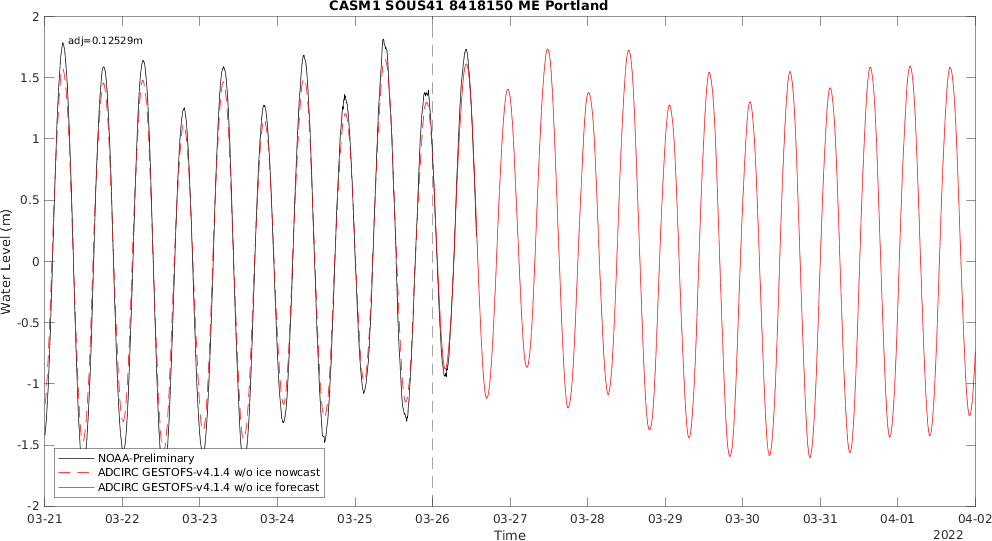 CASM1 SOUS41 8418150 ME Portland
adj=0.12529m
2
1.5
1
0.5
0
-0.5
-1
-1.5
-2
Water Level (m)
NOAA-Preliminary
ADCIRC GESTOFS-v4.1.4 w/o ice nowcast
ADCIRC GESTOFS-v4.1.4 w/o ice forecast
03-21 03-22 03-23 03-24 03-25 03-26 03-27 03-28 03-29 03-30 03-31 04-01 04-02
Time
2022